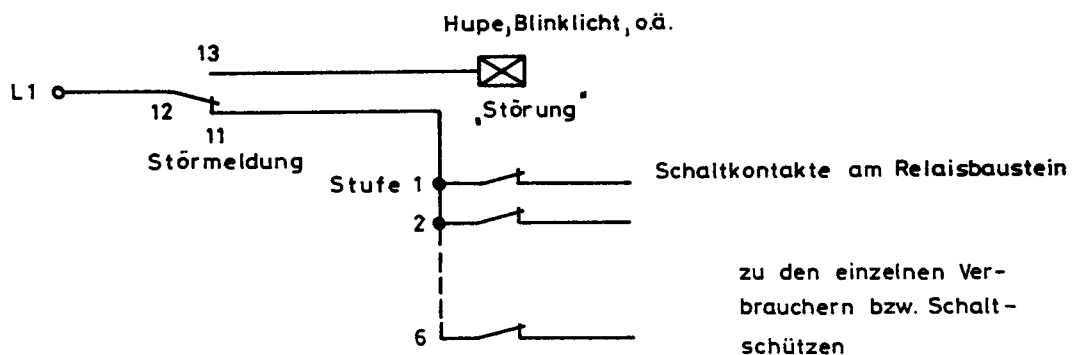 Hupe, Blinklicht, o.ä.
13
L1
12
„Störung"
11
Störmeldung
Stufe 1
Schaltkontakte am Relaisbaustein
2
zu den einzelnen Ver-
brauchern bzw. Schalt-
schützen
6